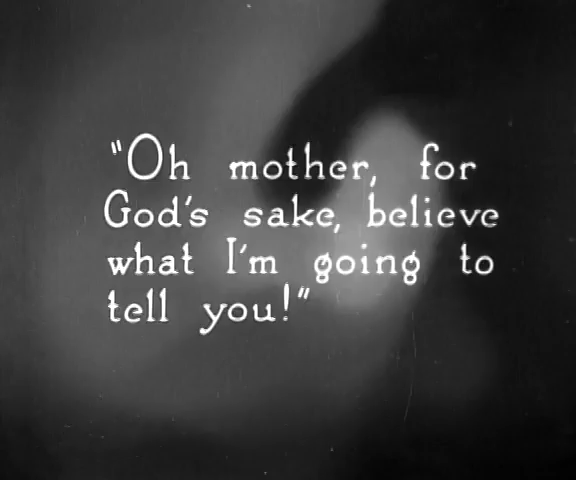 "Oh mother, for
God's sake, believe
what I'm going to
tell you!"